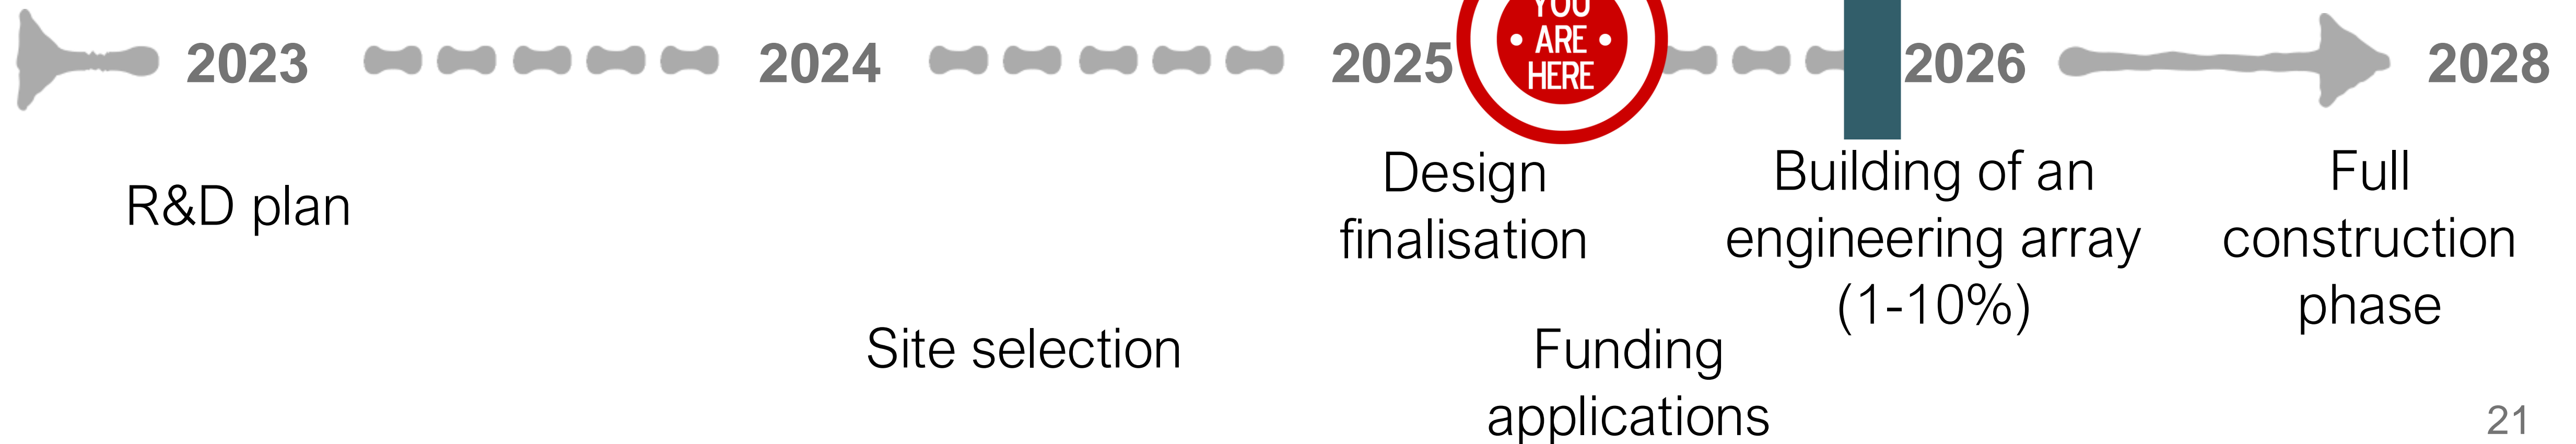 2023
2024
2025
YOU
ARE
HERE
2026
2028
R&D plan
Site selection
Design
finalisation
Funding
applications
Building of an
engineering array
(1-10%)
Full
construction
phase
21